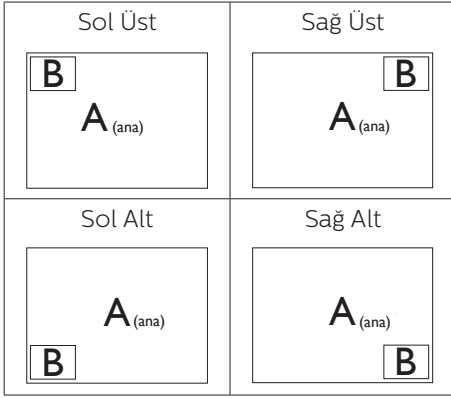 Sol Üst
B
A (ana)
Sağ Üst
B
A (ana)
Sol Alt
A (ana)
B
Sağ Alt
A (ana)
B